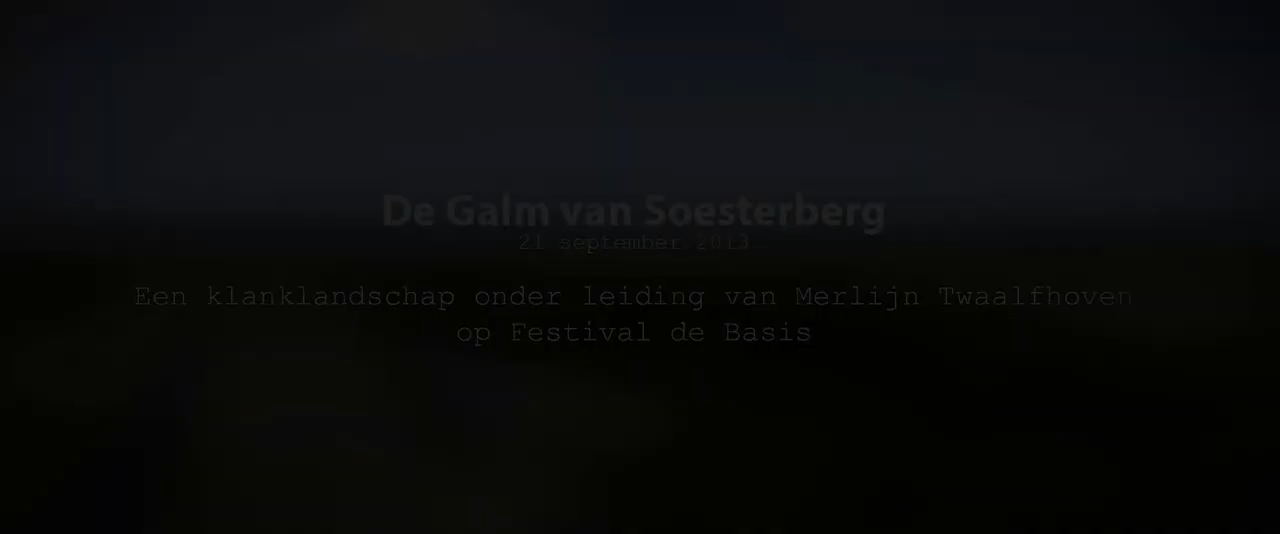 De Galm van Soesterberg
21 september 2013
Een klanklandschap onder leiding van Merlijn Twaalfhoven
op Festival de Basis